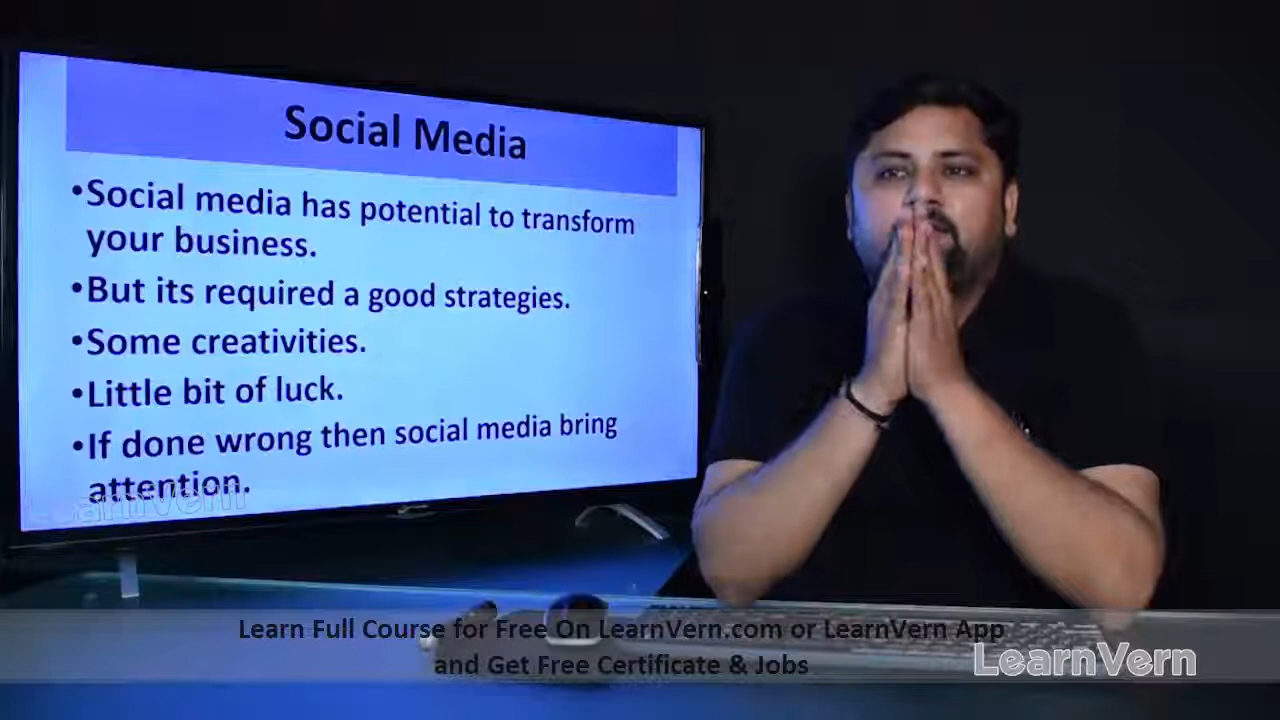 Social Media
•Social media has potential to transform
your business.
•But its required a good strategies.
•Some creativities.
•Little bit of luck.
•If done wrong then social media bring
attention.
LearnVern
Learn Full Course for Free On LearnVern.com or LearnVern App
and Get Free Certificate & Jobs
LearnVern